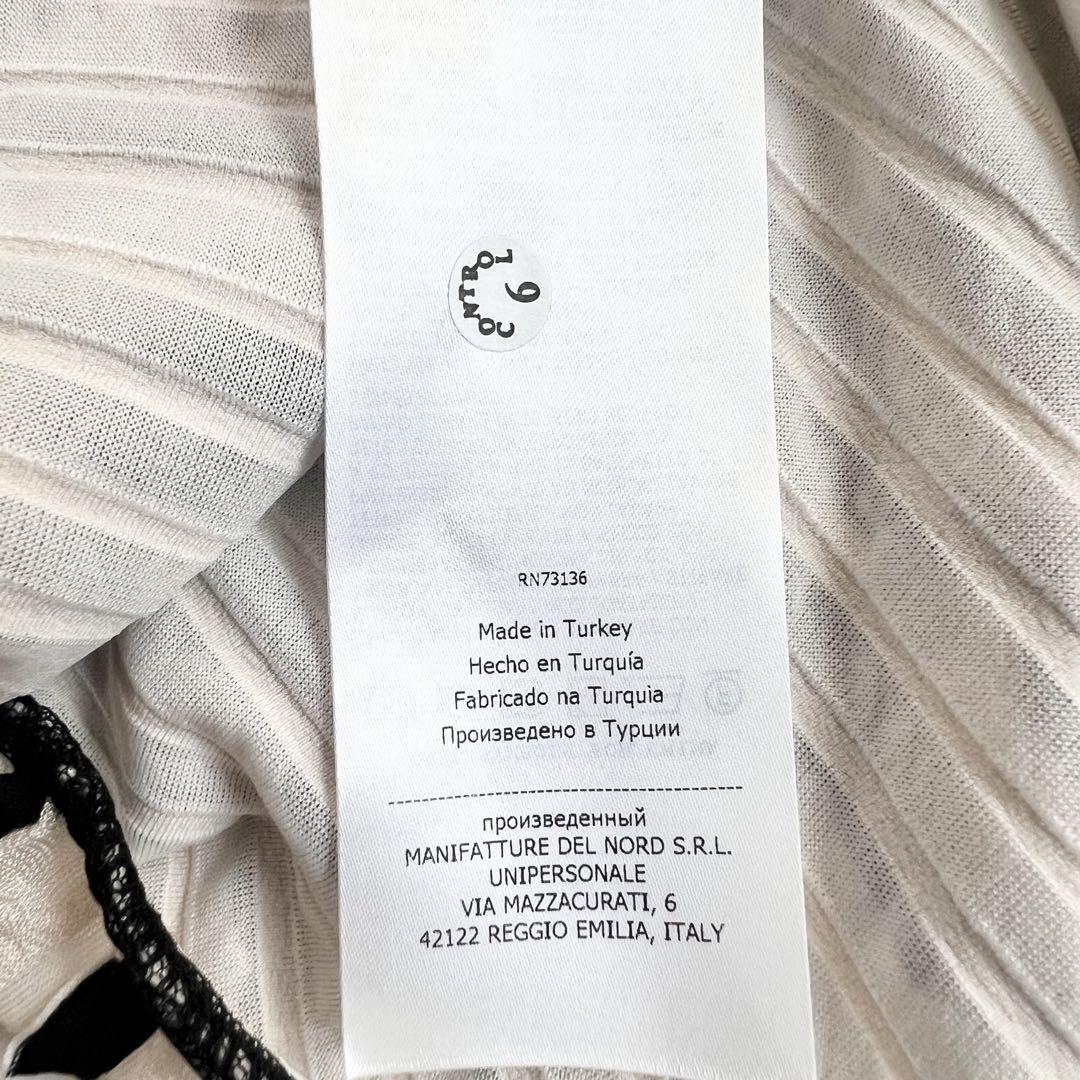 CONTROL
6
RN73136
Made in Turkey
Hecho en Turquía
Fabricado na Turquia
Произведено в Турции
произведенный
MANIFATTURE DEL NORD S.R.L.
UNIPERSONALE
VIA MAZZACURATI, 6
42122 REGGIO EMILIA, ITALY